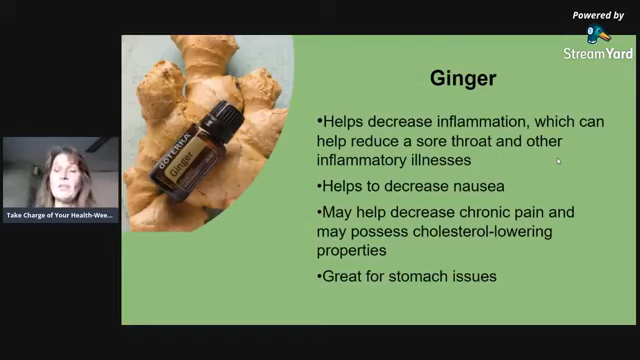 Powered by
StreamYard
Ginger
•Helps decrease inflammation, which can
help reduce a sore throat and other
inflammatory illnesses
•Helps to decrease nausea
•May help decrease chronic pain and
may possess cholesterol-lowering
properties
•Great for stomach issues
dōTERRA
Ginger
Take Charge of Your Health-Wee...